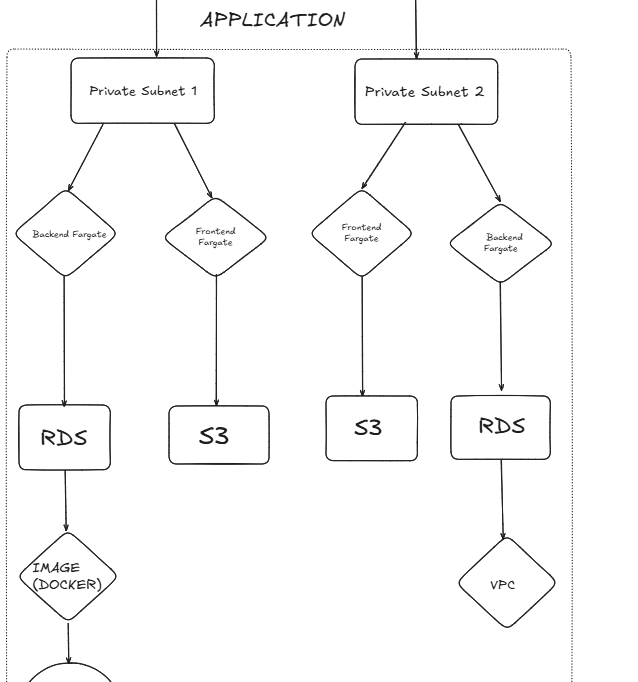 APPLICATION
Private Subnet 1
Private Subnet 2
Backend Fargate
Frontend
Fargate
Frontend
Fargate
Backend
Fargate
RDS
S3
S3
RDS
IMAGE
(DOCKER)
VPC